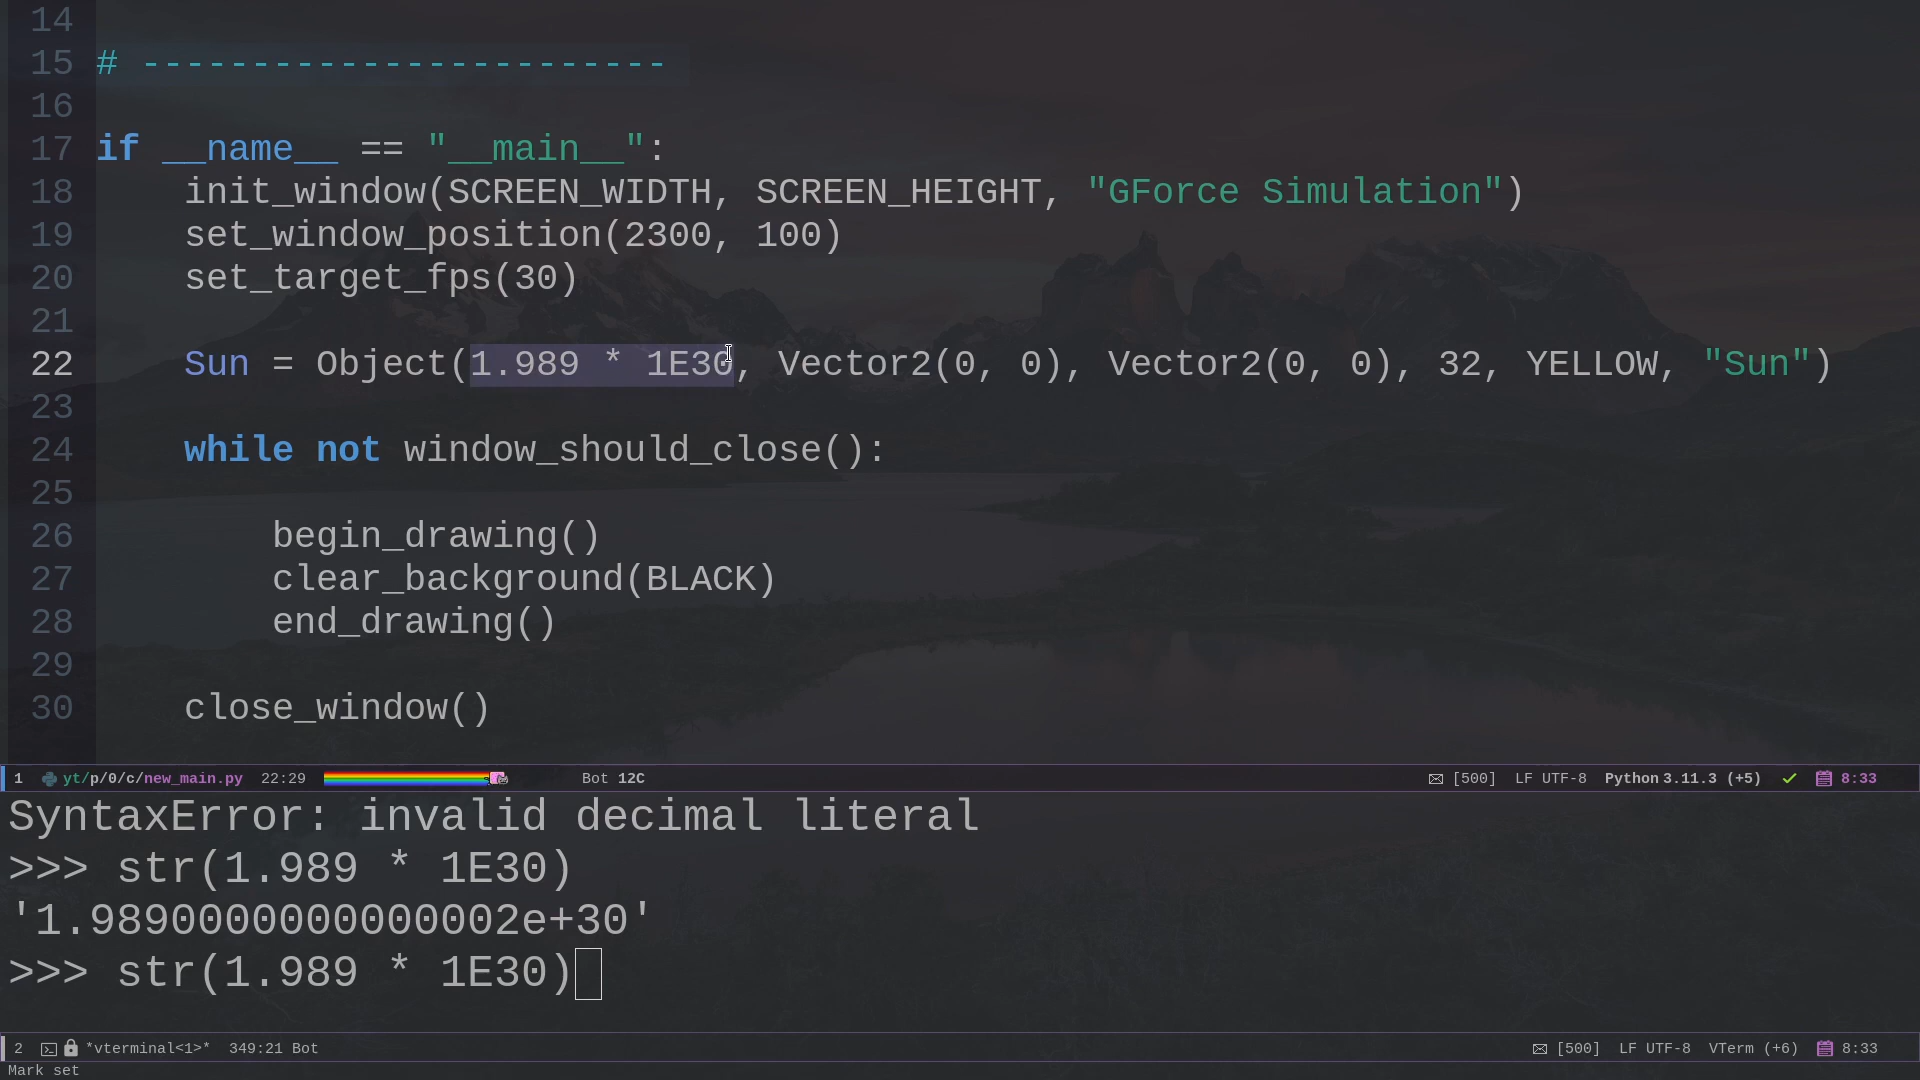 14
15 # ------------------------
16
17 if __name__ == "__main__":
18     init_window(SCREEN_WIDTH, SCREEN_HEIGHT, "GForce Simulation")
19     set_window_position(2300, 100)
20     set_target_fps(30)
21
22     Sun = Object(1.989 * 1E30, Vector2(0, 0), Vector2(0, 0), 32, YELLOW, "Sun")
23
24     while not window_should_close():
25
26         begin_drawing()
27         clear_background(BLACK)
28         end_drawing()
29
30     close_window()
1 yt/p/0/c/new_main.py 22:29 Bot 12C [500] LF UTF-8 Python 3.11.3 (+5) 8:33
SyntaxError: invalid decimal literal
>>> str(1.989 * 1E30)
'1.9890000000000002e+30'
>>> str(1.989 * 1E30)
2 *vterminal<1>* 349:21 Bot [500] LF UTF-8 VTerm (+6) 8:33
Mark set